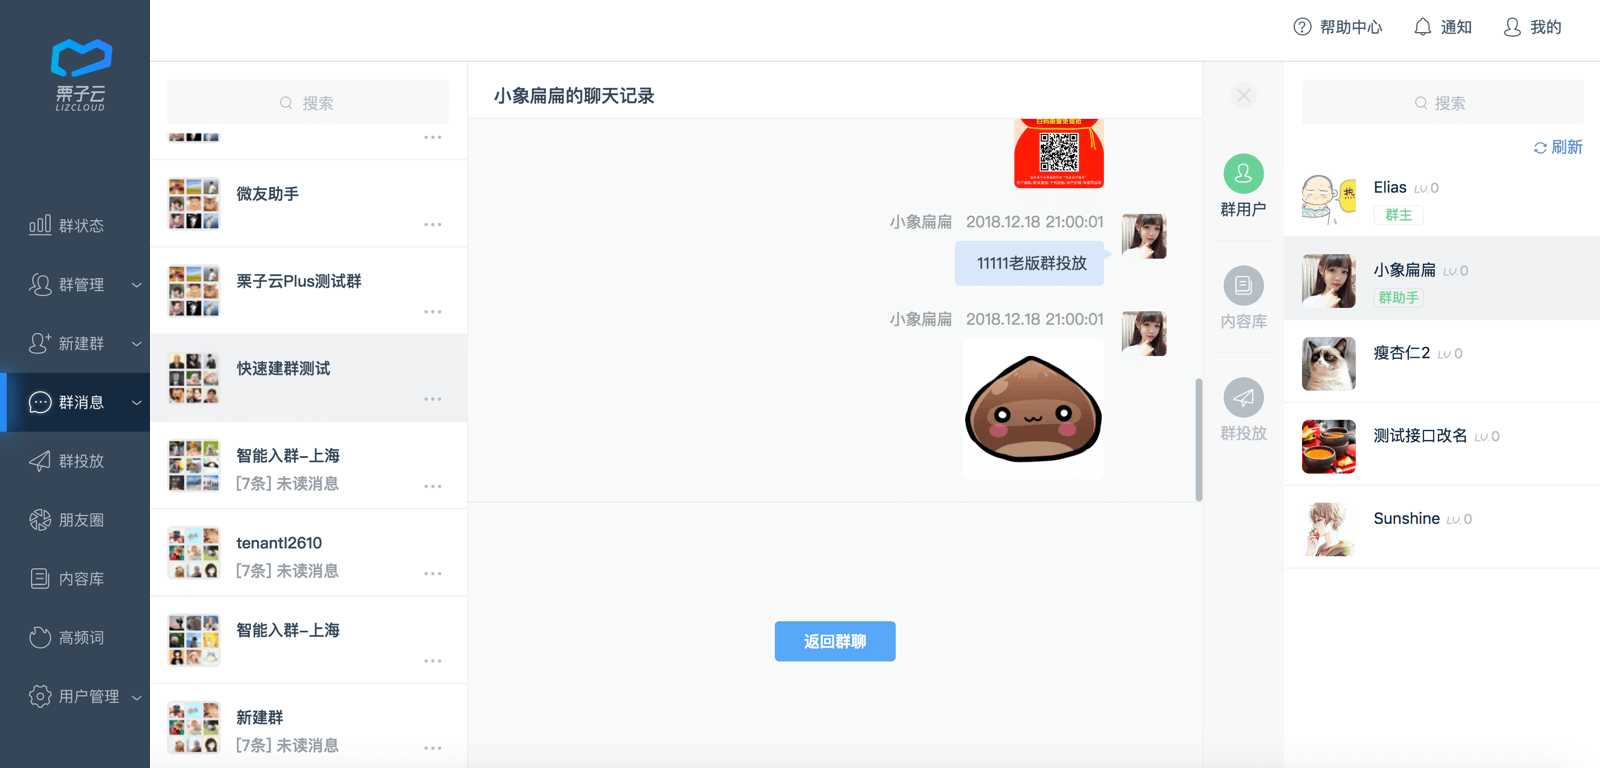 帮助中心
通知
我的
栗子云
LIZCLOUD
群状态
群管理
新建群
群消息
群投放
朋友圈
内容库
高频词
用户管理
搜索
微友助手
栗子云Plus测试群
快速建群测试
智能入群-上海
[7条] 未读消息
tenantl2610
[7条] 未读消息
智能入群-上海
新建群
[7条] 未读消息
小象扁扁的聊天记录
小象扁扁 2018.12.18 21:00:01
11111老版群投放
小象扁扁 2018.12.18 21:00:01
返回群聊
群用户
内容库
群投放
搜索
刷新
热
Elias Lv.0
群主
小象扁扁 Lv.0
群助手
瘦杏仁2 Lv.0
测试接口改名 Lv.0
Sunshine Lv.0